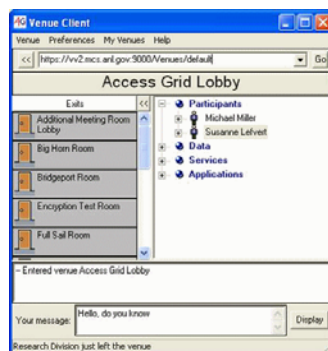 Venue Client
Venue Preferences My Venues Help
<< https://vv2.mcs.anl.gov:9000/Venues/default Go
Access Grid Lobby
Exits <<
Additional Meeting Room
Lobby
Big Horn Room
Bridgeport Room
Encryption Test Room
Full Sail Room
Participants
Michael Miller
Susanne Lefvert
Data
Services
Applications
-- Entered venue Access Grid Lobby
Your message: Hello, do you know Display
Research Division just left the venue